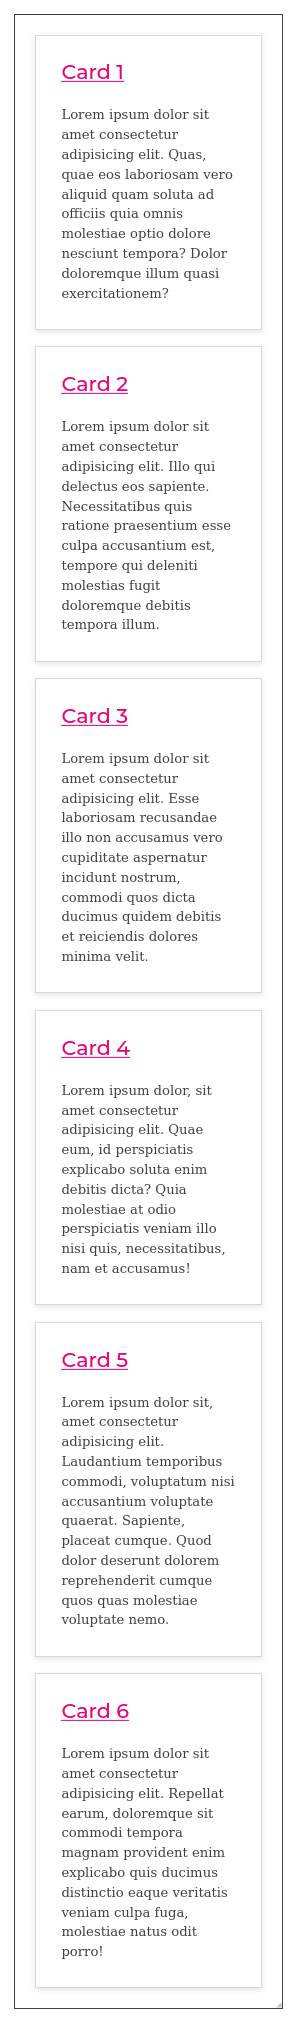 Card 1
Lorem ipsum dolor sit
amet consectetur
adipisicing elit. Quas,
quae eos laboriosam vero
aliquid quam soluta ad
officiis quia omnis
molestiae optio dolore
nesciunt tempora? Dolor
doloremque illum quasi
exercitationem?
Card 2
Lorem ipsum dolor sit
amet consectetur
adipisicing elit. Illo qui
delectus eos sapiente.
Necessitatibus quis
ratione praesentium esse
culpa accusantium est,
tempore qui deleniti
molestias fugit
doloremque debitis
tempora illum.
Card 3
Lorem ipsum dolor sit
amet consectetur
adipisicing elit. Esse
laboriosam recusandae
illo non accusamus vero
cupiditate aspernatur
incidunt nostrum,
commodi quos dicta
ducimus quidem debitis
et reiciendis dolores
minima velit.
Card 4
Lorem ipsum dolor, sit
amet consectetur
adipisicing elit. Quae
eum, id perspiciatis
explicabo soluta enim
debitis dicta? Quia
molestiae at odio
perspiciatis veniam illo
nisi quis, necessitatibus,
nam et accusamus!
Card 5
Lorem ipsum dolor sit,
amet consectetur
adipisicing elit.
Laudantium temporibus
commodi, voluptatum nisi
accusantium voluptate
quaerat. Sapiente,
placeat cumque. Quod
dolor deserunt dolorem
reprehenderit cumque
quos quas molestiae
voluptate nemo.
Card 6
Lorem ipsum dolor sit
amet consectetur
adipisicing elit. Repellat
earum, doloremque sit
commodi tempora
magnam provident enim
explicabo quis ducimus
distinctio eaque veritatis
veniam culpa fuga,
molestiae natus odit
porro!